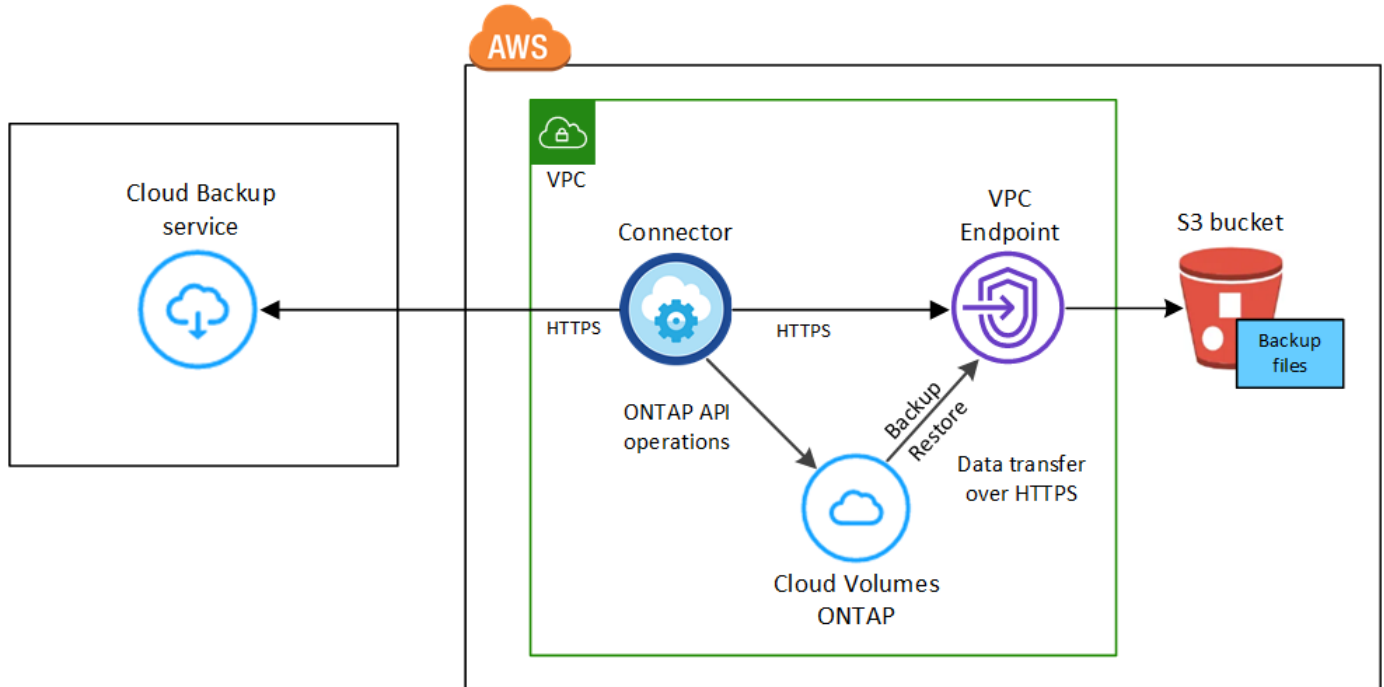 AWS
Cloud Backup
service
VPC
Connector
VPC
Endpoint
S3 bucket
HTTPS
HTTPS
Backup
files
ONTAP API
operations
Backup
Restore
Data transfer
over HTTPS
Cloud Volumes
ONTAP